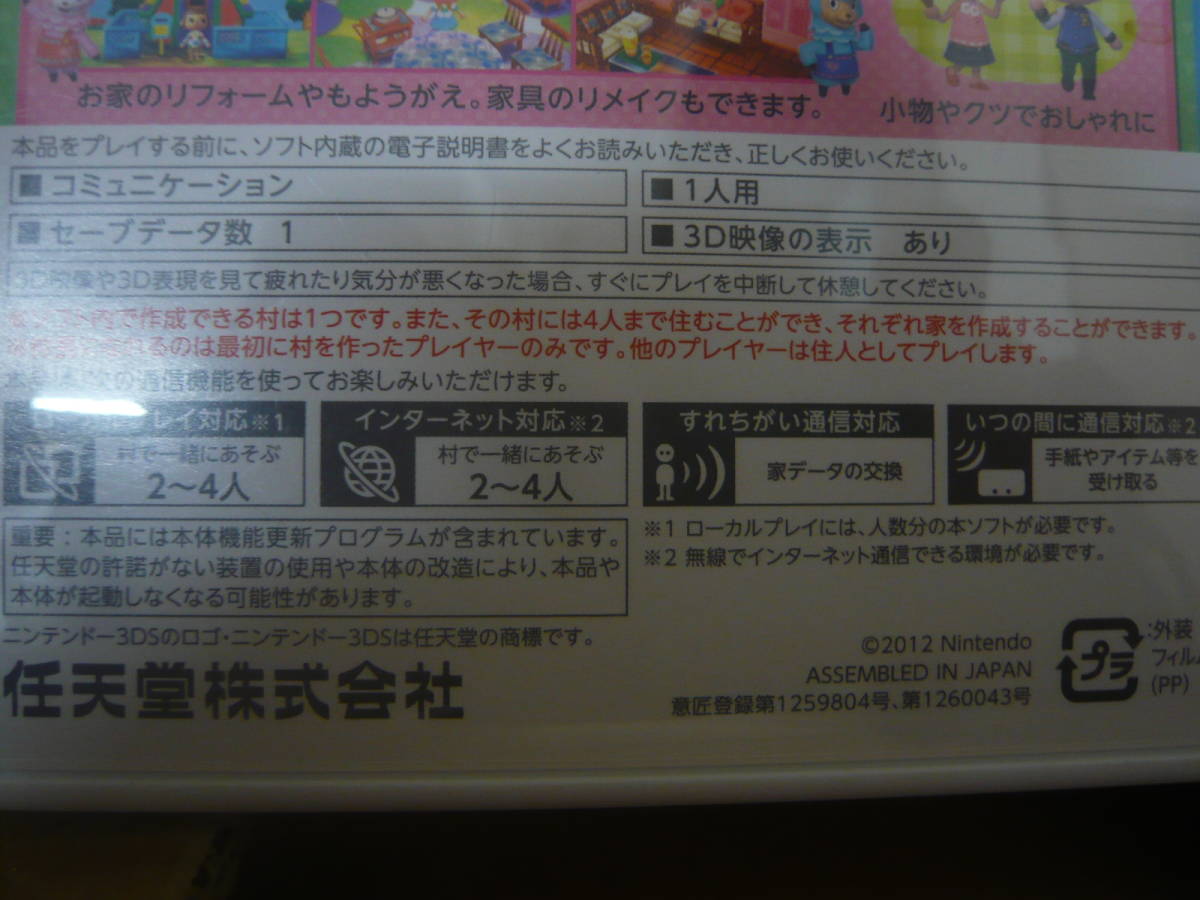 お家のリフォームやもようがえ。家具のリメイクもできます。
小物やクツでおしゃれに
本品をプレイする前に、ソフト内蔵の電子説明書をよくお読みいただき、正しくお使いください。
■コミュニケーション
■1人用
■セーブデータ数 1
■3D映像の表示 あり
3D映像や3D表現を見て疲れたり気分が悪くなった場合、すぐにプレイを中断して休憩してください。
内で作成できる村は1つです。また、その村には4人まで住むことができ、それぞれ家を作成することができます。
のは最初に村を作ったプレイヤーのみです。他のプレイヤーは住人としてプレイします。
の通信機能を使ってお楽しみいただけます。
レイ対応※1
村で一緒にあそぶ
2～4人
インターネット対応※2
村で一緒にあそぶ
2～4人
すれちがい通信対応
家データの交換
いつの間に通信対応※2
手紙やアイテム等を
受け取る
※1 ローカルプレイには、人数分の本ソフトが必要です。
※2 無線でインターネット通信できる環境が必要です。
重要：本品には本体機能更新プログラムが含まれています。
任天堂の許諾がない装置の使用や本体の改造により、本品や
本体が起動しなくなる可能性があります。
ニンテンドー3DSのロゴ・ニンテンドー3DSは任天堂の商標です。
任天堂株式会社
©2012 Nintendo
ASSEMBLED IN JAPAN
意匠登録第1259804号、第1260043号
プラ
:外装
フィルム
(PP)